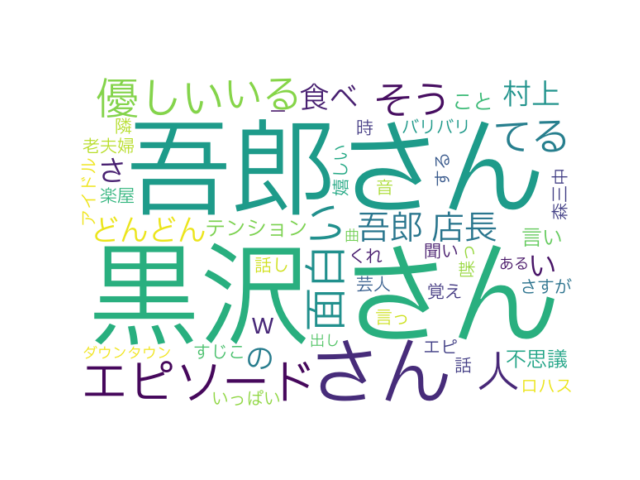 優しい
いる
食べ
そう
こと
村上
隣
老夫婦
さ
楽屋
アイドル
吾郎 さん
嬉しい
時
音
バリバリ
する
てる
森三中
どんどん
テンション
曲
面白い
吾郎 店長
言い
黒沢 さん
話し
くれ
聞い
ある
い
芸人
覚え
さすが
w
の
言っ
ダウンタウン
すじこ
出し
エピ
話
人
不思議
エピソード
さん
いっぱい
ロハス